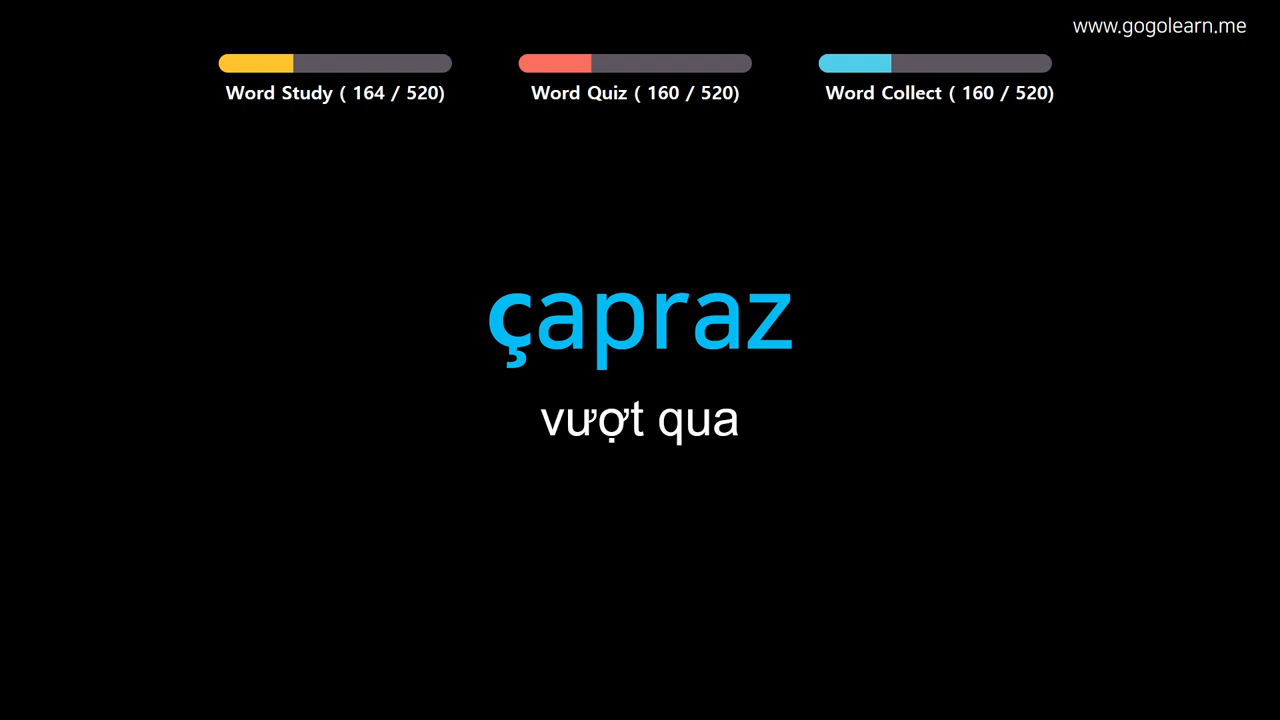 www.gogolearn.me
Word Study ( 164 / 520)
Word Quiz ( 160 / 520)
Word Collect ( 160 / 520)
çapraz
vượt qua